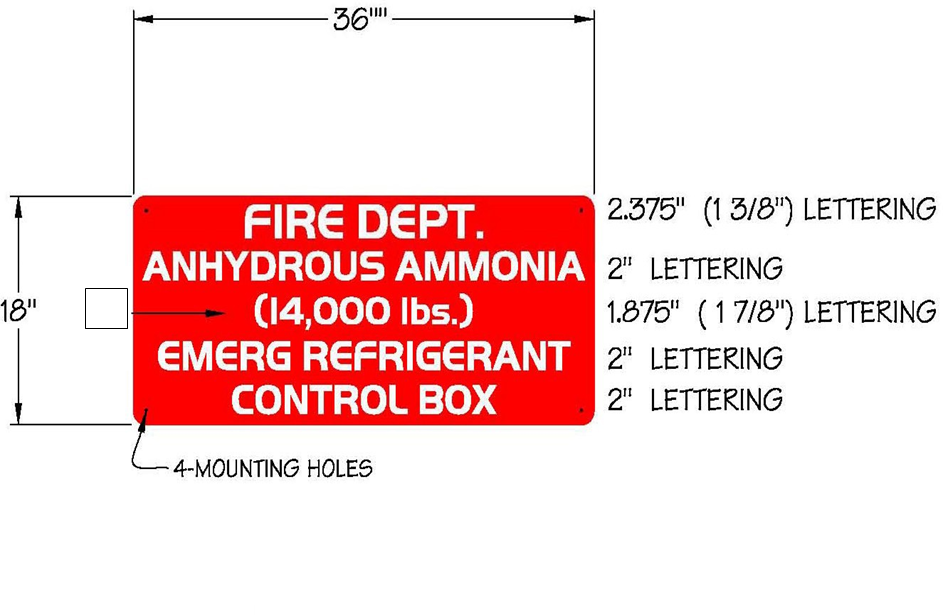 36""
FIRE DEPT.
2.375" (1 3/8") LETTERING
ANHYDROUS AMMONIA
2" LETTERING
18"
(14,000 lbs.)
1.875" ( 1 7/8") LETTERING
EMERG REFRIGERANT
2" LETTERING
CONTROL BOX
2" LETTERING
4-MOUNTING HOLES